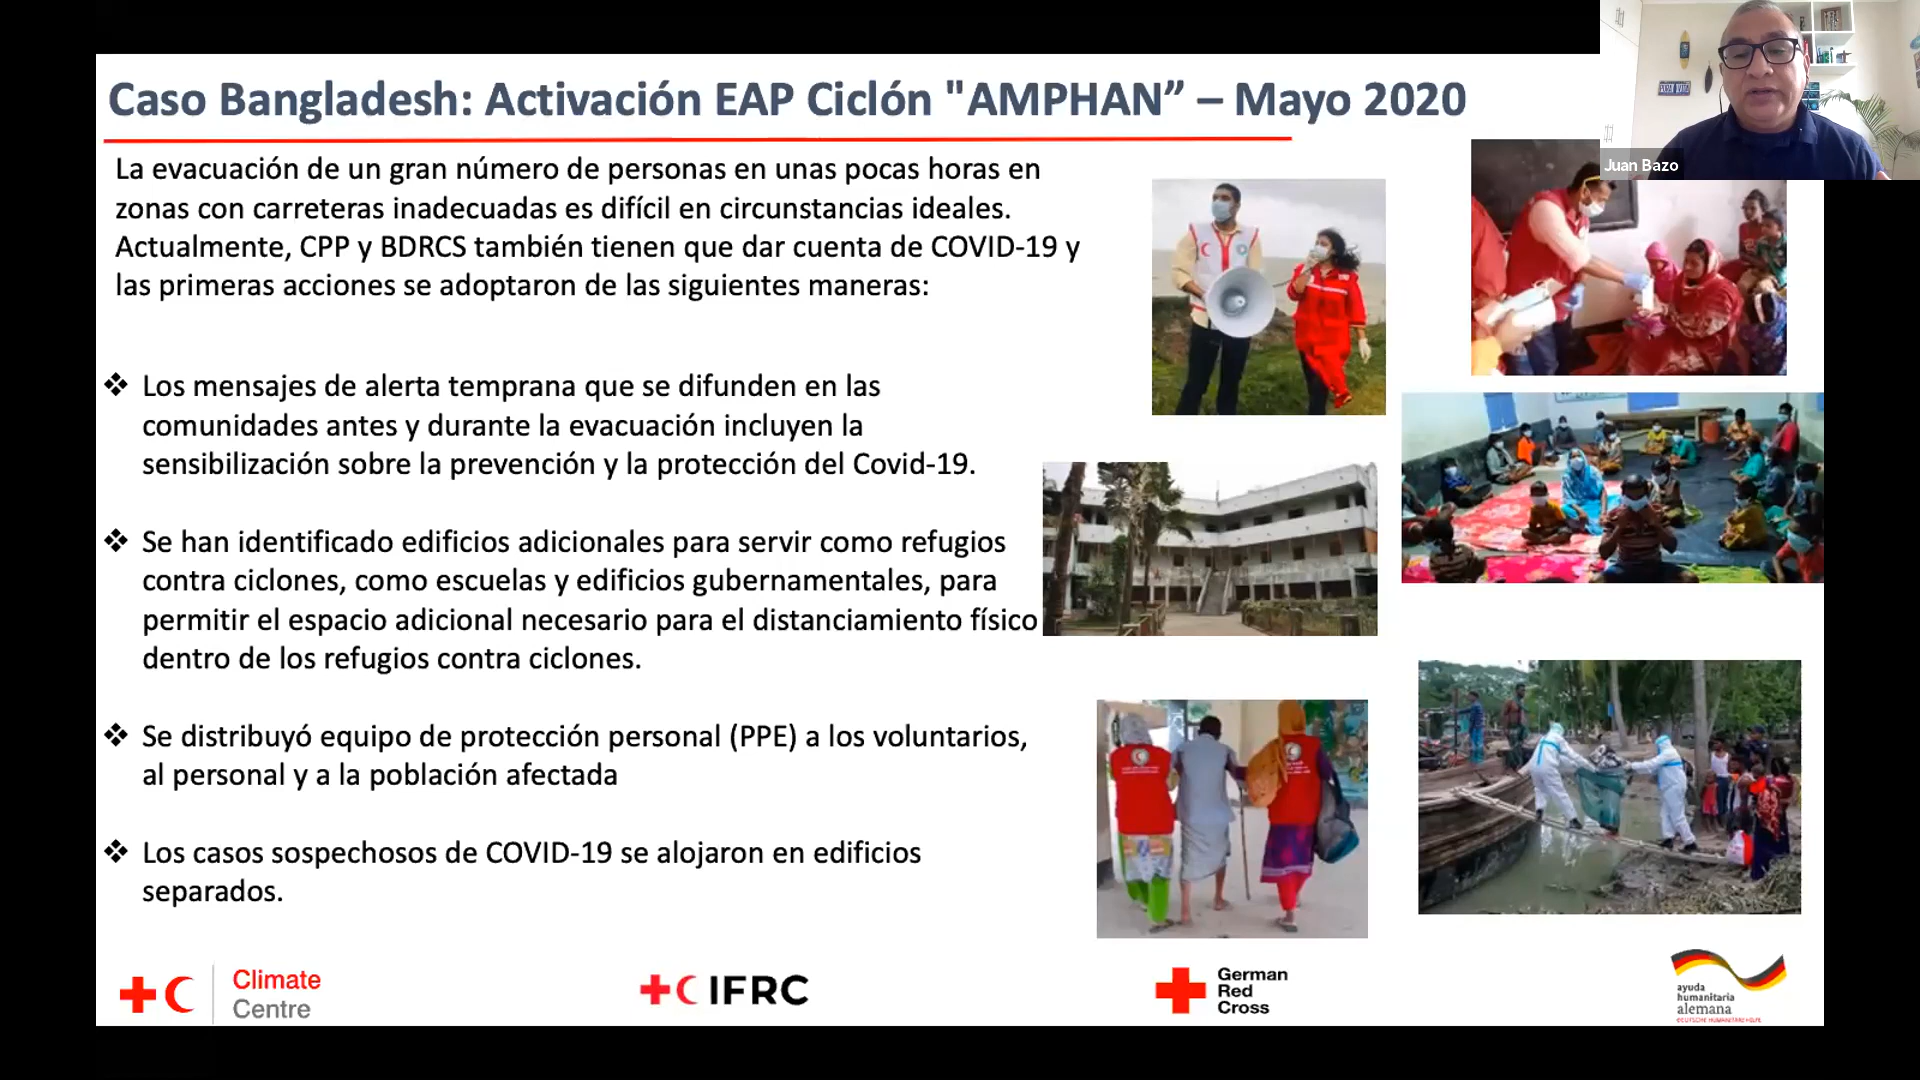 Caso Bangladesh: Activación EAP Ciclón "AMPHAN” – Mayo 2020
Juan Bazo
La evacuación de un gran número de personas en unas pocas horas en
zonas con carreteras inadecuadas es difícil en circunstancias ideales.
Actualmente, CPP y BDRCS también tienen que dar cuenta de COVID-19 y
las primeras acciones se adoptaron de las siguientes maneras:
❖ Los mensajes de alerta temprana que se difunden en las
comunidades antes y durante la evacuación incluyen la
sensibilización sobre la prevención y la protección del Covid-19.
❖ Se han identificado edificios adicionales para servir como refugios
contra ciclones, como escuelas y edificios gubernamentales, para
permitir el espacio adicional necesario para el distanciamiento físico
dentro de los refugios contra ciclones.
❖ Se distribuyó equipo de protección personal (PPE) a los voluntarios,
al personal y a la población afectada
❖ Los casos sospechosos de COVID-19 se alojaron en edificios
separados.
Climate
Centre
IFRC
German
Red
Cross
ayuda
humanitaria
alemana
DEUTSCHE HUMANITÄRE HILFE